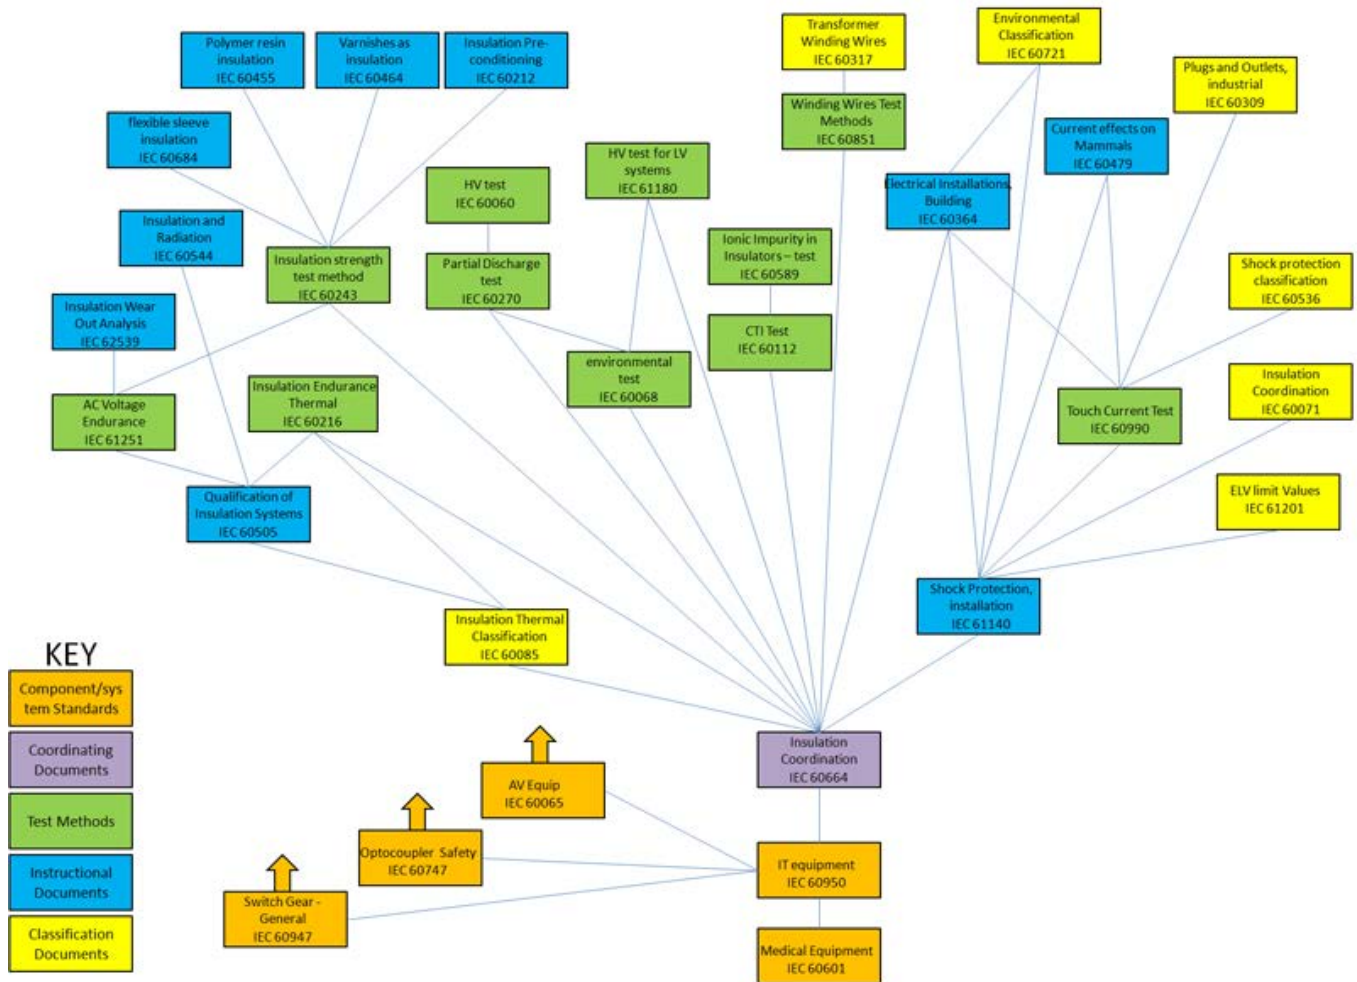 Polymer resin
insulation
IEC 60455
Varnishes as
insulation
IEC 60464
Insulation Pre-
conditioning
IEC 60212
Transformer
Winding Wires
IEC 60317
Environmental
Classification
IEC 60721
Plugs and Outlets,
industrial
IEC 60309
flexible sleeve
insulation
IEC 60684
Winding Wires Test
Methods
IEC 60851
Current effects on
Mammals
IEC 60479
HV test for LV
systems
IEC 61180
HV test
IEC 60060
Electrical Installations,
Building
IEC 60364
Insulation and
Radiation
IEC 60544
Insulation strength
test method
IEC 60243
Partial Discharge
test
IEC 60270
Ionic Impurity in
Insulators – test
IEC 60589
Shock protection
classification
IEC 60536
Insulation Wear
Out Analysis
IEC 62539
CTI Test
IEC 60112
environmental
test
IEC 60068
Insulation
Coordination
IEC 60071
AC Voltage
Endurance
IEC 61251
Insulation Endurance
Thermal
IEC 60216
Touch Current Test
IEC 60990
Qualification of
Insulation Systems
IEC 60505
ELV limit Values
IEC 61201
Shock Protection,
installation
IEC 61140
Insulation Thermal
Classification
IEC 60085
KEY
Component/sys
tem Standards
Coordinating
Documents
Test Methods
Instructional
Documents
Classification
Documents
Insulation
Coordination
IEC 60664
AV Equip
IEC 60065
Optocoupler Safety
IEC 60747
IT equipment
IEC 60950
Switch Gear -
General
IEC 60947
Medical Equipment
IEC 60601